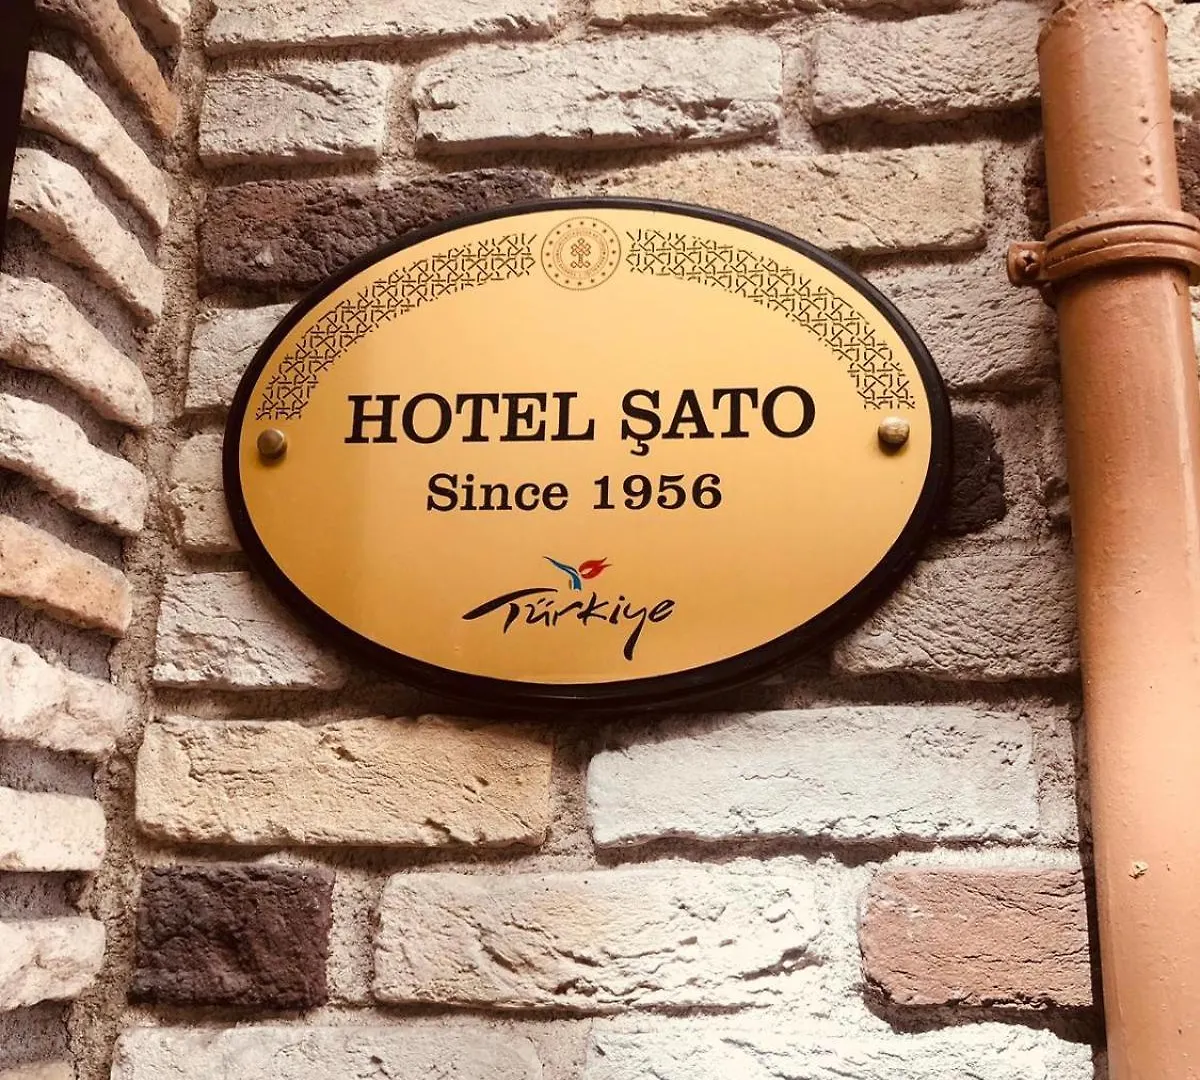 HOTEL ŞATO
Since 1956
Türkiye